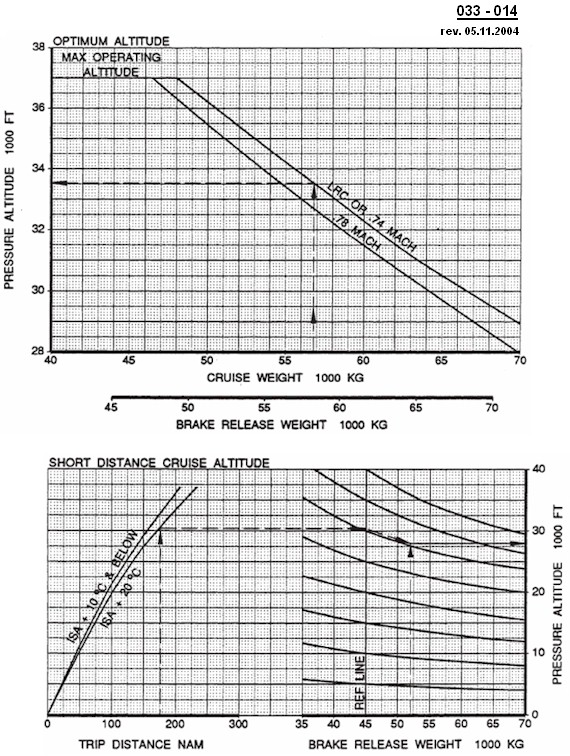 033 - 014
rev. 05.11.2004
OPTIMUM ALTITUDE
MAX OPERATING
ALTITUDE
38
36
34
32
30
28
PRESSURE ALTITUDE 1000 FT
LRC OR .74 MACH
.78 MACH
40 45 50 55 60 65 70
CRUISE WEIGHT 1000 KG
45 50 55 60 65 70
BRAKE RELEASE WEIGHT 1000 KG
SHORT DISTANCE CRUISE ALTITUDE
ISA + 10 °C & BELOW
ISA + 20 °C
REF. LINE
40
30
20
10
0
PRESSURE ALTITUDE 1000 FT
0 100 200 300 35 40 45 50 55 60 65 70
TRIP DISTANCE NAM BRAKE RELEASE WEIGHT 1000 KG